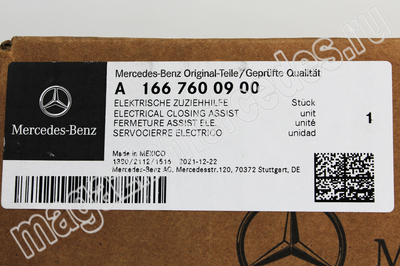 Mercedes-Benz Original-Teile/Geprüfte Qualität
A 166 760 09 00
ELEKTRISCHE ZUZIEHHILFE Stück
ELECTRICAL CLOSING ASSIST unit
FERMETURE ASSIST ELE. unité
SERVOCIERRE ELECTRICO unidad
1
Mercedes-Benz
Made in MEXICO
1380/2112/1516 2021-12-22
Mercedes-Benz AG, Mercedesstr.120, 70372 Stuttgart, DE